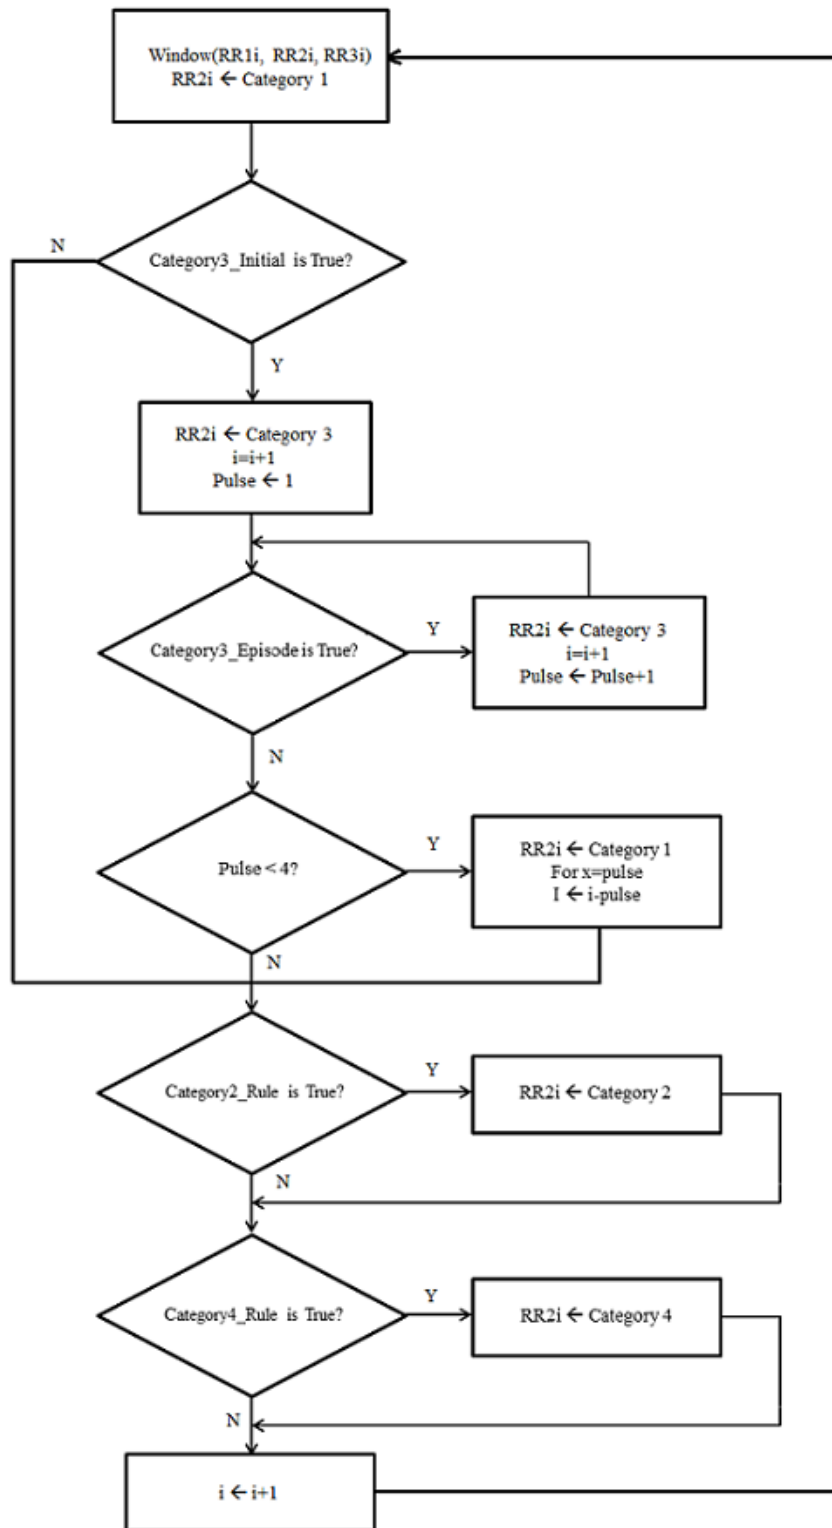 Window(RR1i, RR2i, RR3i)
RR2i ← Category 1
N
Category3_Initial is True?
Y
RR2i ← Category 3
i=i+1
Pulse ← 1
Category3_Episode is True?
Y
RR2i ← Category 3
i=i+1
Pulse ← Pulse+1
N
Pulse < 4?
Y
RR2i ← Category 1
For x=pulse
I ← i-pulse
N
Category2_Rule is True?
Y
RR2i ← Category 2
N
Category4_Rule is True?
Y
RR2i ← Category 4
N
i ← i+1